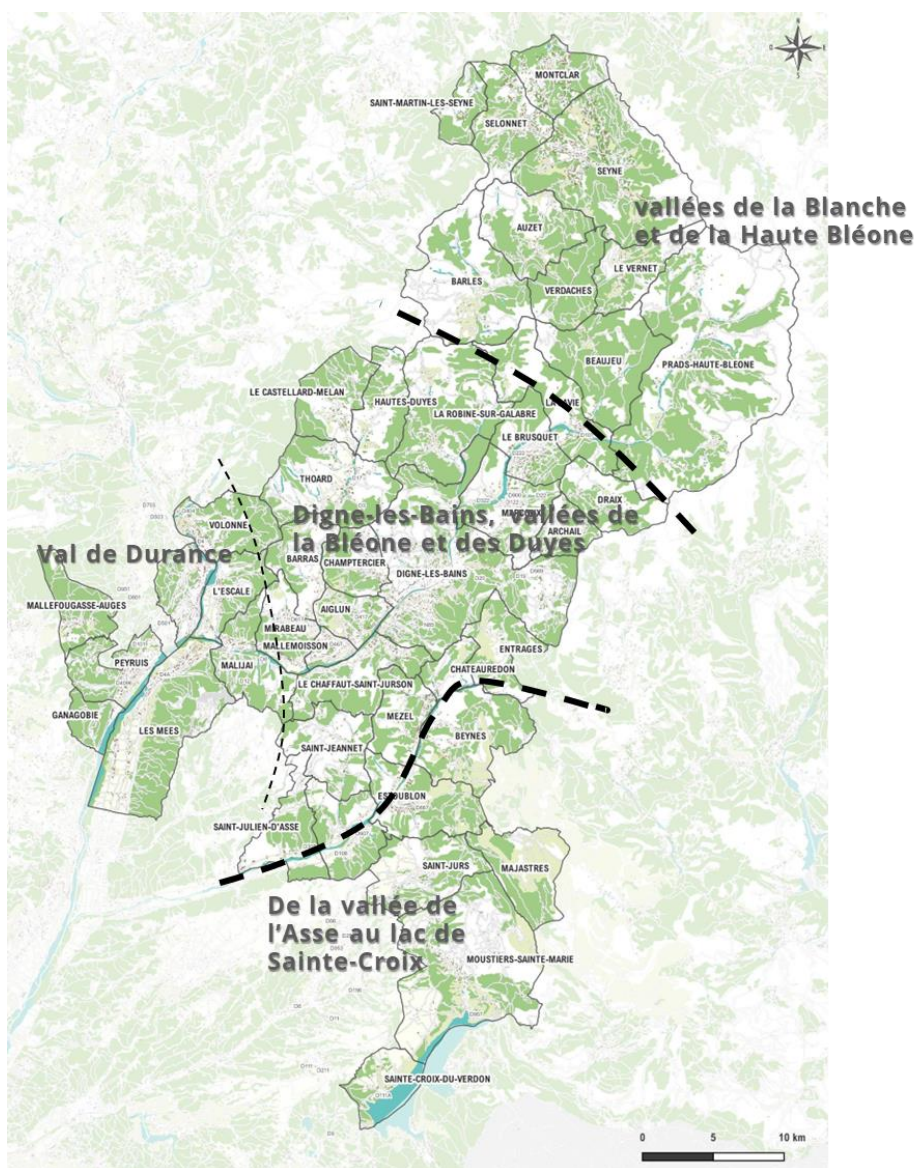 N
MONTCLAR
SAINT-MARTIN-LES-SEYNE
SELONNET
SEYNE
vallées de la Blanche
et de la Haute Bléone
AUZET
LE VERNET
BARLES
VERDACHES
BEAUJEU
PRADS-HAUTE-BLEONE
LE CASTELLARD-MELAN
HAUTES-DUYES
LA ROBINE-SUR-GALABRE
LE BRUSQUET
THOARD
DRAIX
VOLONNE
Digne-les-Bains, vallées de
la Bléone et des Duyes
ARCHAIL
Val de Durance
BARRAS
CHAMPTERCIER
DIGNE-LES-BAINS
L'ESCALE
MALLEFOUGASSE-AUGES
AIGLUN
MIRABEAU
MALLEMOISSON
ENTRAGES
PEYRUIS
MALIJAI
CHATEAUREDON
LE CHAFFAUT-SAINT-JURSON
GANAGOBIE
MEZEL
LES MEES
BEYNES
SAINT-JEANNET
ESTOUBLON
SAINT-JULIEN-D'ASSE
SAINT-JURS
MAJASTRES
De la vallée de
l'Asse au lac de
Sainte-Croix
MOUSTIERS-SAINTE-MARIE
SAINTE-CROIX-DU-VERDON
0 5 10 km